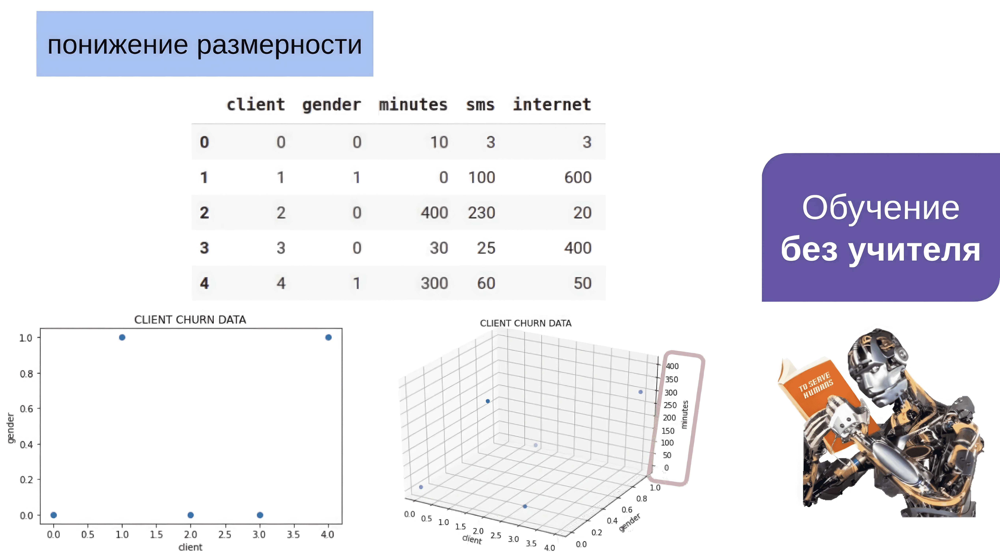 понижение размерности
client gender minutes sms internet
0 0 0 10 3 3
1 1 1 0 100 600
2 2 0 400 230 20
3 3 0 30 25 400
4 4 1 300 60 50
Обучение
без учителя
CLIENT CHURN DATA
1.0
0.8
0.6
0.4
0.2
0.0
gender
0.0 0.5 1.0 1.5 2.0 2.5 3.0 3.5 4.0
client
CLIENT CHURN DATA
400
350
300
250
200
150
100
50
0
minutes
1.0
0.8
0.6
0.4
0.2
0.0
gender
0.0 0.5 1.0 1.5 2.0 2.5 3.0 3.5 4.0
client
TO SERVE
HUMANS